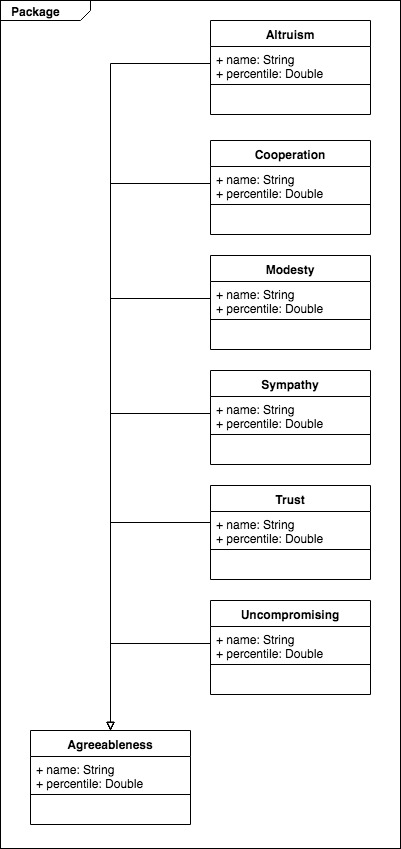 Package
Altruism
+ name: String
+ percentile: Double
Cooperation
+ name: String
+ percentile: Double
Modesty
+ name: String
+ percentile: Double
Sympathy
+ name: String
+ percentile: Double
Trust
+ name: String
+ percentile: Double
Uncompromising
+ name: String
+ percentile: Double
Agreeableness
+ name: String
+ percentile: Double